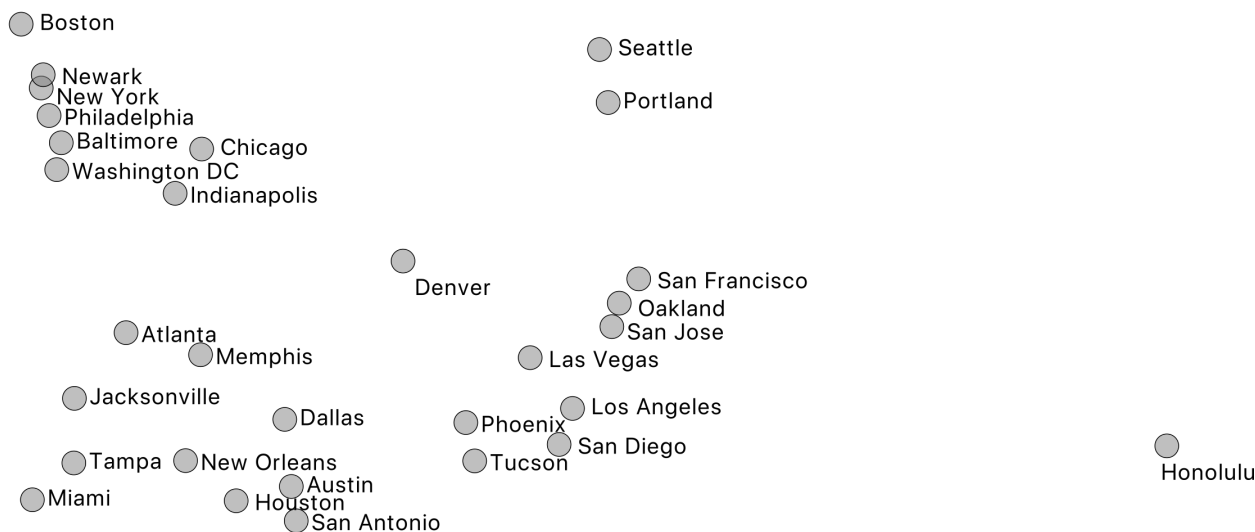 Boston
Seattle
Newark
New York
Portland
Philadelphia
Baltimore
Chicago
Washington DC
Indianapolis
Denver
San Francisco
Oakland
San Jose
Atlanta
Memphis
Las Vegas
Jacksonville
Los Angeles
Dallas
Phoenix
San Diego
Tampa
New Orleans
Tucson
Honolulu
Austin
Miami
Houston
San Antonio